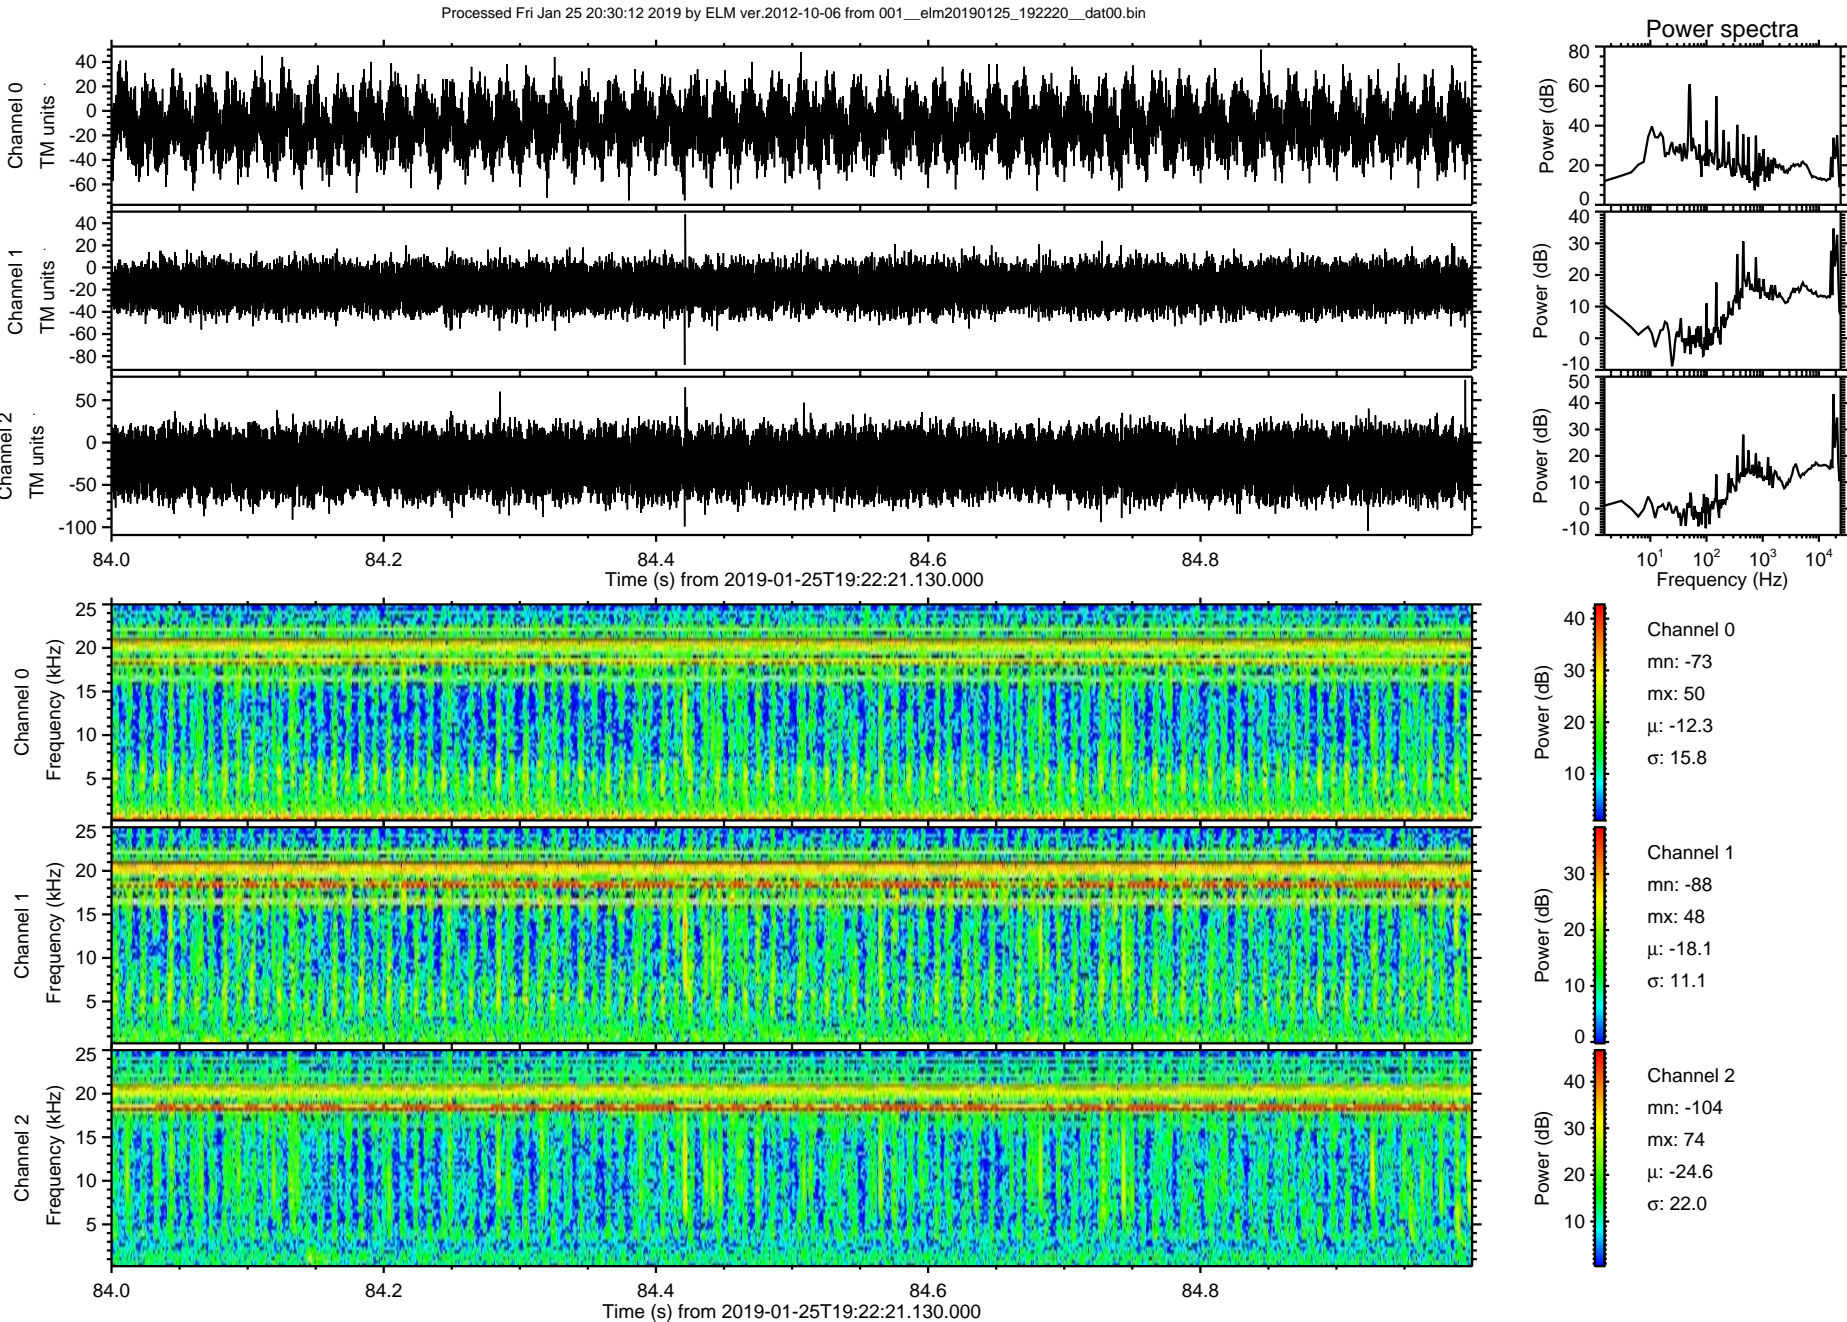 Processed Fri Jan 25 20:30:12 2019 by ELM ver.2012-10-06 from 001__elm20190125_192220__dat00.bin
Power spectra
Channel 0
TM units
40
20
0
-20
-40
-60
Power (dB)
80
60
40
20
0
Channel 1
TM units
40
20
0
-20
-40
-60
-80
Power (dB)
40
30
20
10
0
-10
Channel 2
TM units
50
0
-50
-100
Power (dB)
50
40
30
20
10
0
-10
84.0 84.2 84.4 84.6 84.8
Time (s) from 2019-01-25T19:22:21.130.000
10¹ 10² 10³ 10⁴
Frequency (Hz)
Channel 0
Frequency (kHz)
25
20
15
10
5
Power (dB)
40
30
20
10
Channel 0
mn: -73
mx: 50
μ: -12.3
σ: 15.8
Channel 1
Frequency (kHz)
25
20
15
10
5
Power (dB)
30
20
10
0
Channel 1
mn: -88
mx: 48
μ: -18.1
σ: 11.1
Channel 2
Frequency (kHz)
25
20
15
10
5
Power (dB)
40
30
20
10
Channel 2
mn: -104
mx: 74
μ: -24.6
σ: 22.0
84.0 84.2 84.4 84.6 84.8
Time (s) from 2019-01-25T19:22:21.130.000